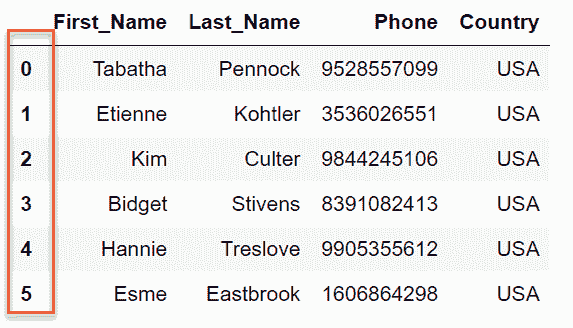 First_Name Last_Name Phone Country
0 Tabatha Pennock 9528557099 USA
1 Etienne Kohtler 3536026551 USA
2 Kim Culter 9844245106 USA
3 Bidget Stivens 8391082413 USA
4 Hannie Treslove 9905355612 USA
5 Esme Eastbrook 1606864298 USA